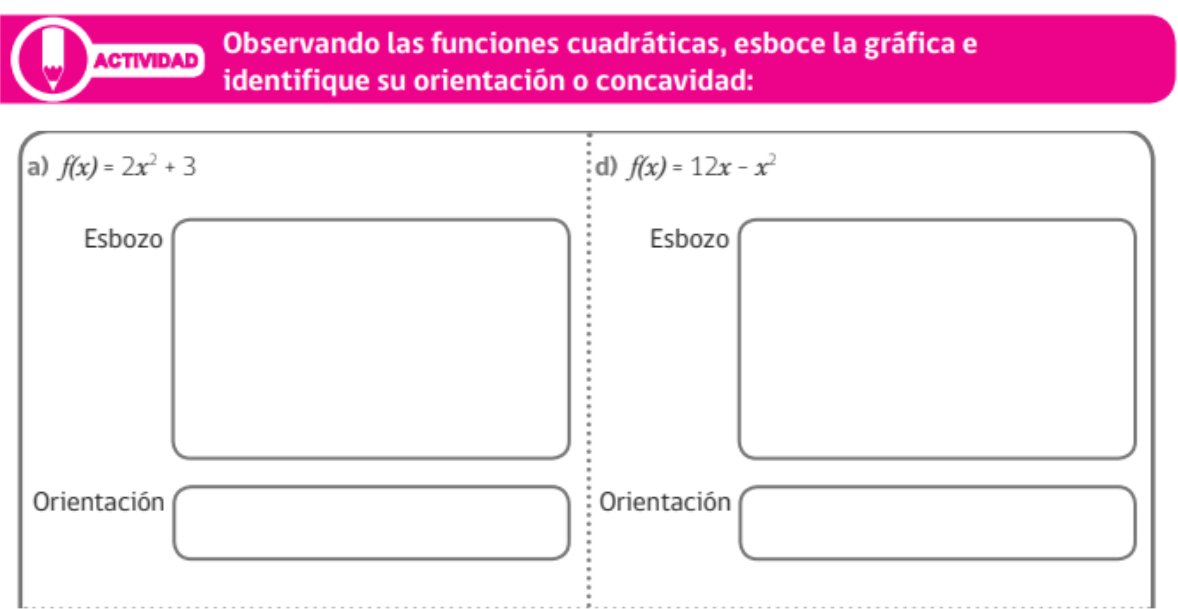 ACTIVIDAD
Observando las funciones cuadráticas, esboce la gráfica e
identifique su orientación o concavidad:
a) f(x) = 2x² + 3
Esbozo
Orientación
d) f(x) = 12x – x²
Esbozo
Orientación